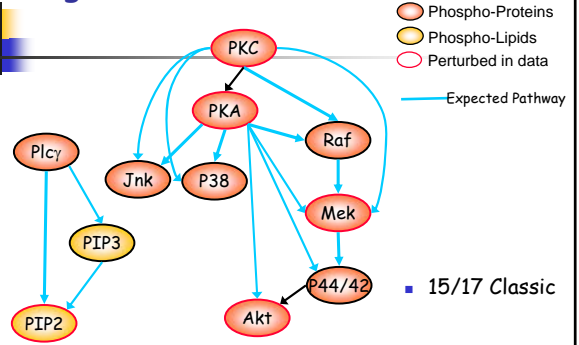 Phospho-Proteins
Phospho-Lipids
Perturbed in data
Expected Pathway
PKC
PKA
Raf
Plcγ
Jnk
P38
Mek
PIP3
P44/42
▪ 15/17 Classic
Akt
PIP2